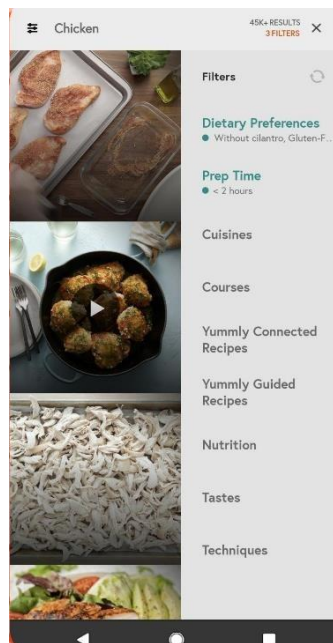 Chicken
45K+ RESULTS
3 FILTERS
Filters
Dietary Preferences
Without cilantro, Gluten-F..
Prep Time
< 2 hours
Cuisines
Courses
Yummly Connected
Recipes
Yummly Guided
Recipes
Nutrition
Tastes
Techniques